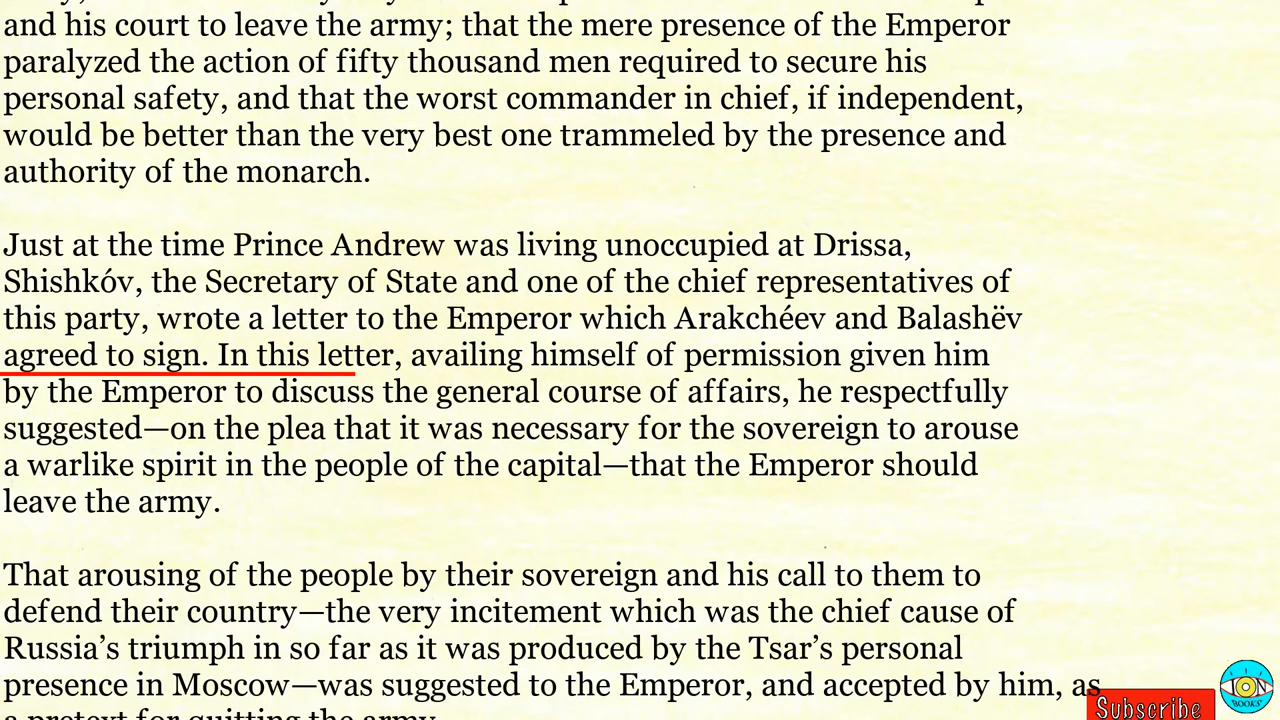 and his court to leave the army; that the mere presence of the Emperor
paralyzed the action of fifty thousand men required to secure his
personal safety, and that the worst commander in chief, if independent,
would be better than the very best one trammeled by the presence and
authority of the monarch.
Just at the time Prince Andrew was living unoccupied at Drissa,
Shishkóv, the Secretary of State and one of the chief representatives of
this party, wrote a letter to the Emperor which Arakchéev and Balashëv
agreed to sign. In this letter, availing himself of permission given him
by the Emperor to discuss the general course of affairs, he respectfully
suggested—on the plea that it was necessary for the sovereign to arouse
a warlike spirit in the people of the capital—that the Emperor should
leave the army.
That arousing of the people by their sovereign and his call to them to
defend their country—the very incitement which was the chief cause of
Russia’s triumph in so far as it was produced by the Tsar’s personal
presence in Moscow—was suggested to the Emperor, and accepted by him, as
a pretext for quitting the army.
Subscribe
ION
BOOKS